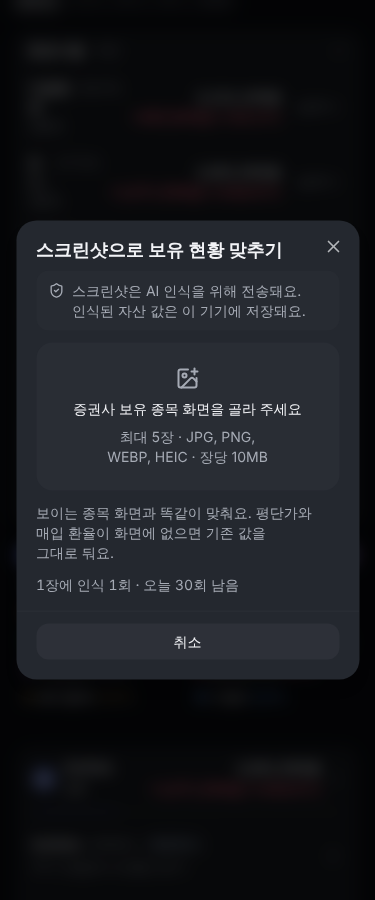 스크린샷으로 보유 현황 맞추기
스크린샷은 AI 인식을 위해 전송돼요.
인식된 자산 값은 이 기기에 저장돼요.
증권사 보유 종목 화면을 골라 주세요
최대 5장 · JPG, PNG,
WEBP, HEIC · 장당 10MB
보이는 종목 화면과 똑같이 맞춰요. 평단가와
매입 환율이 화면에 없으면 기존 값을
그대로 둬요.
1장에 인식 1회 · 오늘 30회 남음
취소